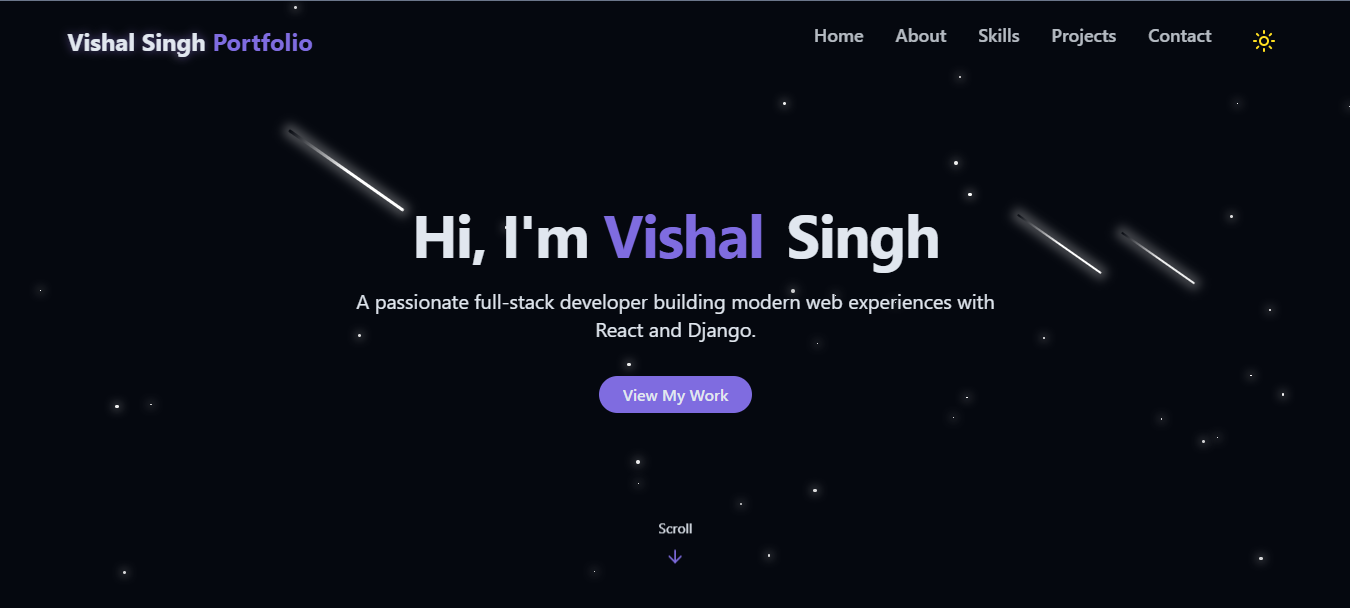 Vishal Singh Portfolio
Home About Skills Projects Contact
Hi, I'm Vishal Singh
A passionate full-stack developer building modern web experiences with
React and Django.
View My Work
Scroll